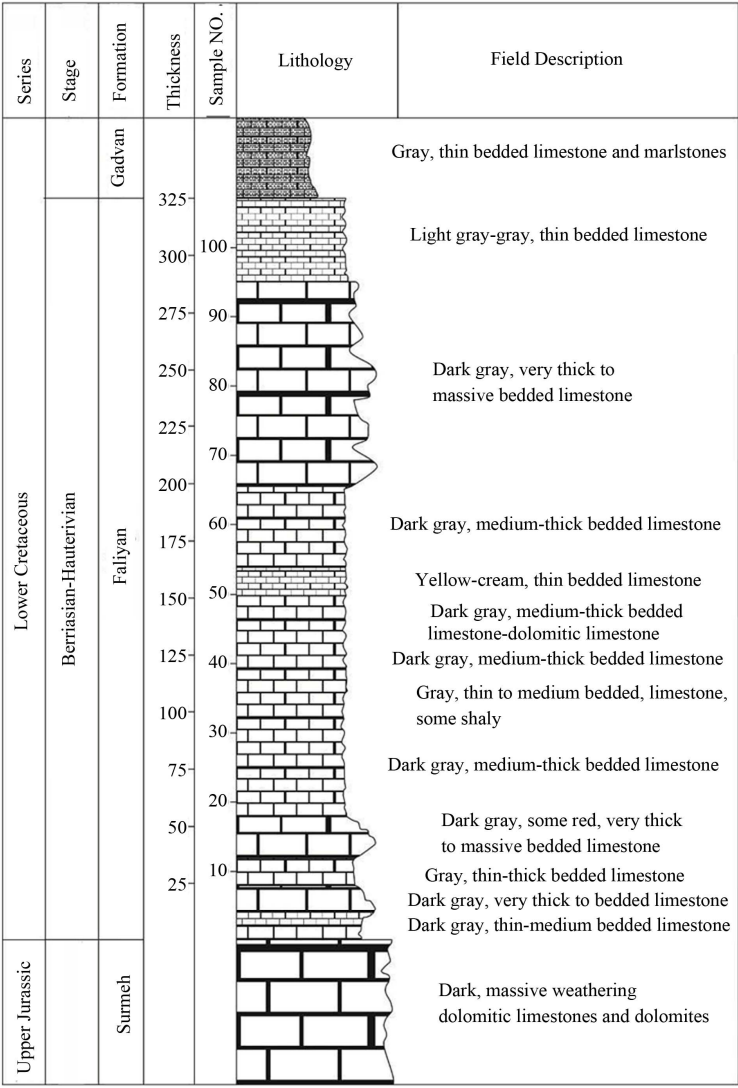 Series
Stage
Formation
Thickness
Sample NO.
Lithology
Field Description
Gadvan
Gray, thin bedded limestone and marlstones
325
Light gray-gray, thin bedded limestone
100
300
275
90
250
Dark gray, very thick to
massive bedded limestone
80
225
70
200
Lower Cretaceous
Berriasian-Hauterivian
Faliyan
60
Dark gray, medium-thick bedded limestone
175
Yellow-cream, thin bedded limestone
50
150
Dark gray, medium-thick bedded
limestone-dolomitic limestone
125
40
Dark gray, medium-thick bedded limestone
Gray, thin to medium bedded, limestone,
some shaly
100
30
75
Dark gray, medium-thick bedded limestone
20
50
Dark gray, some red, very thick
to massive bedded limestone
10
Gray, thin-thick bedded limestone
25
Dark gray, very thick to bedded limestone
Dark gray, thin-medium bedded limestone
Upper Jurassic
Surmeh
Dark, massive weathering
dolomitic limestones and dolomites